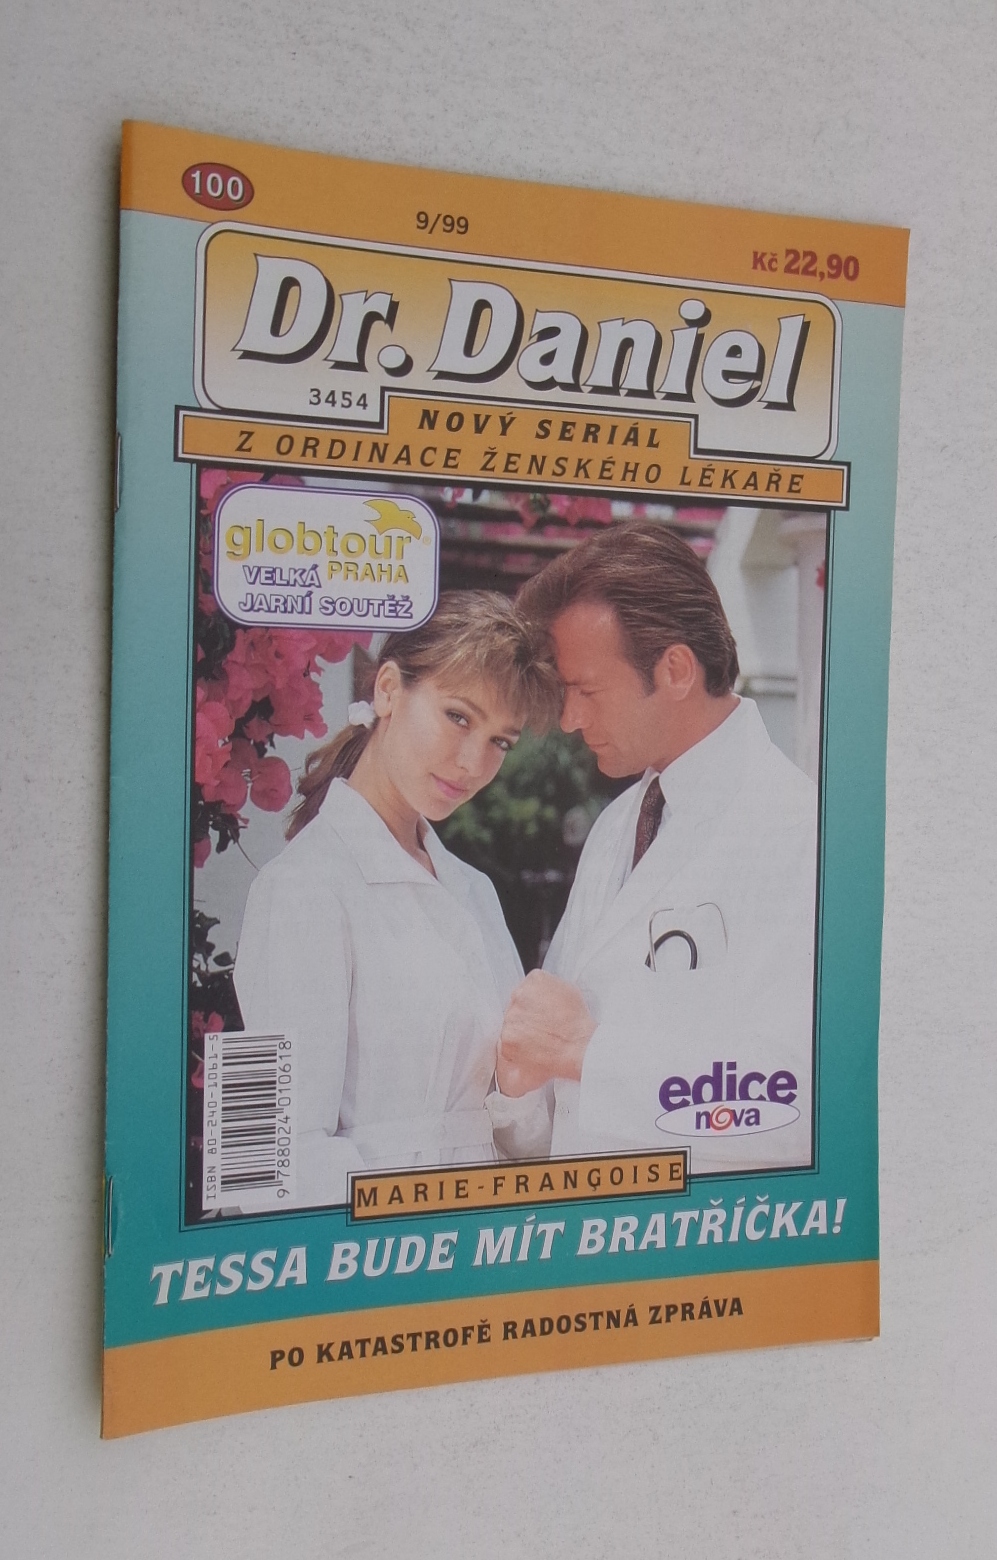 100
9/99
Kč 22,90
Dr. Daniel
3454
NOVÝ SERIÁL
Z ORDINACE ŽENSKÉHO LÉKAŘE
globtour®
VELKÁ PRAHA
JARNÍ SOUTĚŽ
ISBN 80-240-1061-5
9 788024 010618
edice
nova
MARIE-FRANÇOISE
TESSA BUDE MÍT BRATŘÍČKA!
PO KATASTROFĚ RADOSTNÁ ZPRÁVA